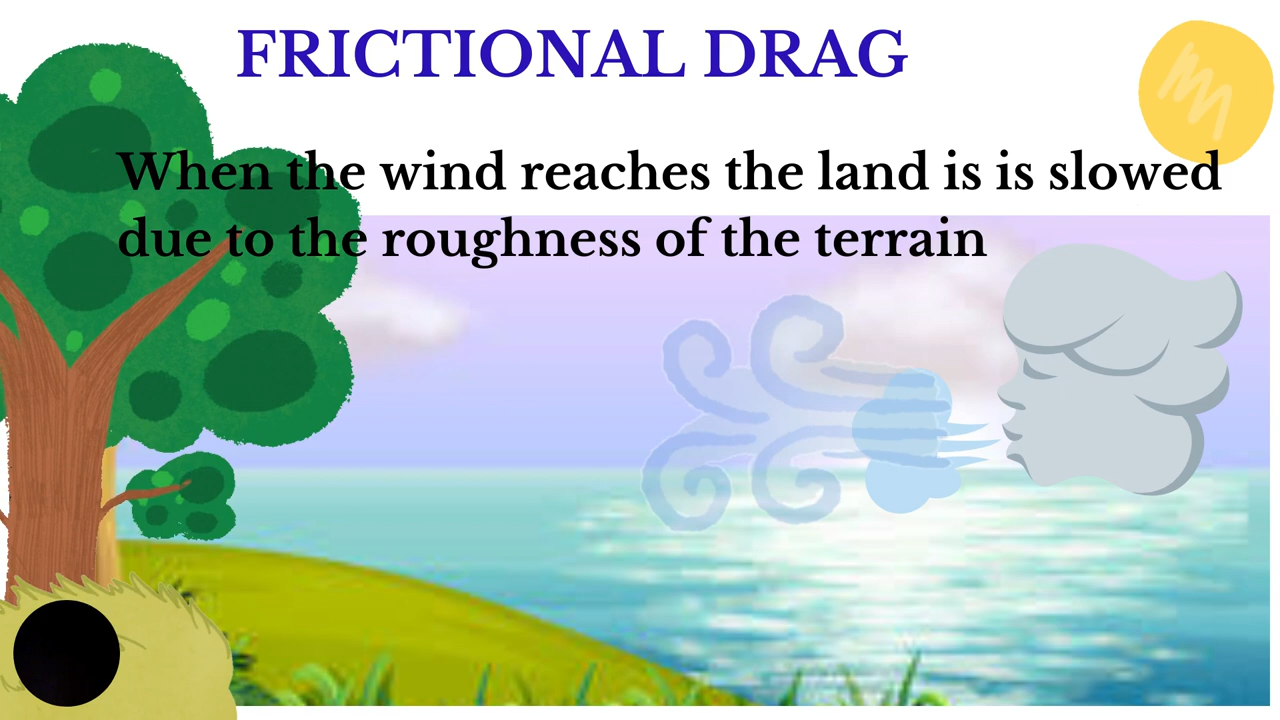 FRICTIONAL DRAG
When the wind reaches the land is is slowed
due to the roughness of the terrain